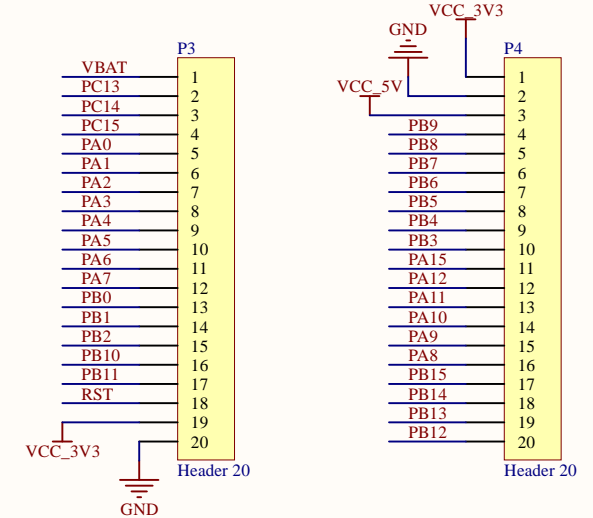 P3
VBAT 1
PC13 2
PC14 3
PC15 4
PA0 5
PA1 6
PA2 7
PA3 8
PA4 9
PA5 10
PA6 11
PA7 12
PB0 13
PB1 14
PB2 15
PB10 16
PB11 17
RST 18
19
VCC_3V3
20
GND
Header 20
VCC_3V3
GND
P4
1
2
VCC_5V
3
PB9 4
PB8 5
PB7 6
PB6 7
PB5 8
PB4 9
PB3 10
PA15 11
PA12 12
PA11 13
PA10 14
PA9 15
PA8 16
PB15 17
PB14 18
PB13 19
PB12 20
Header 20